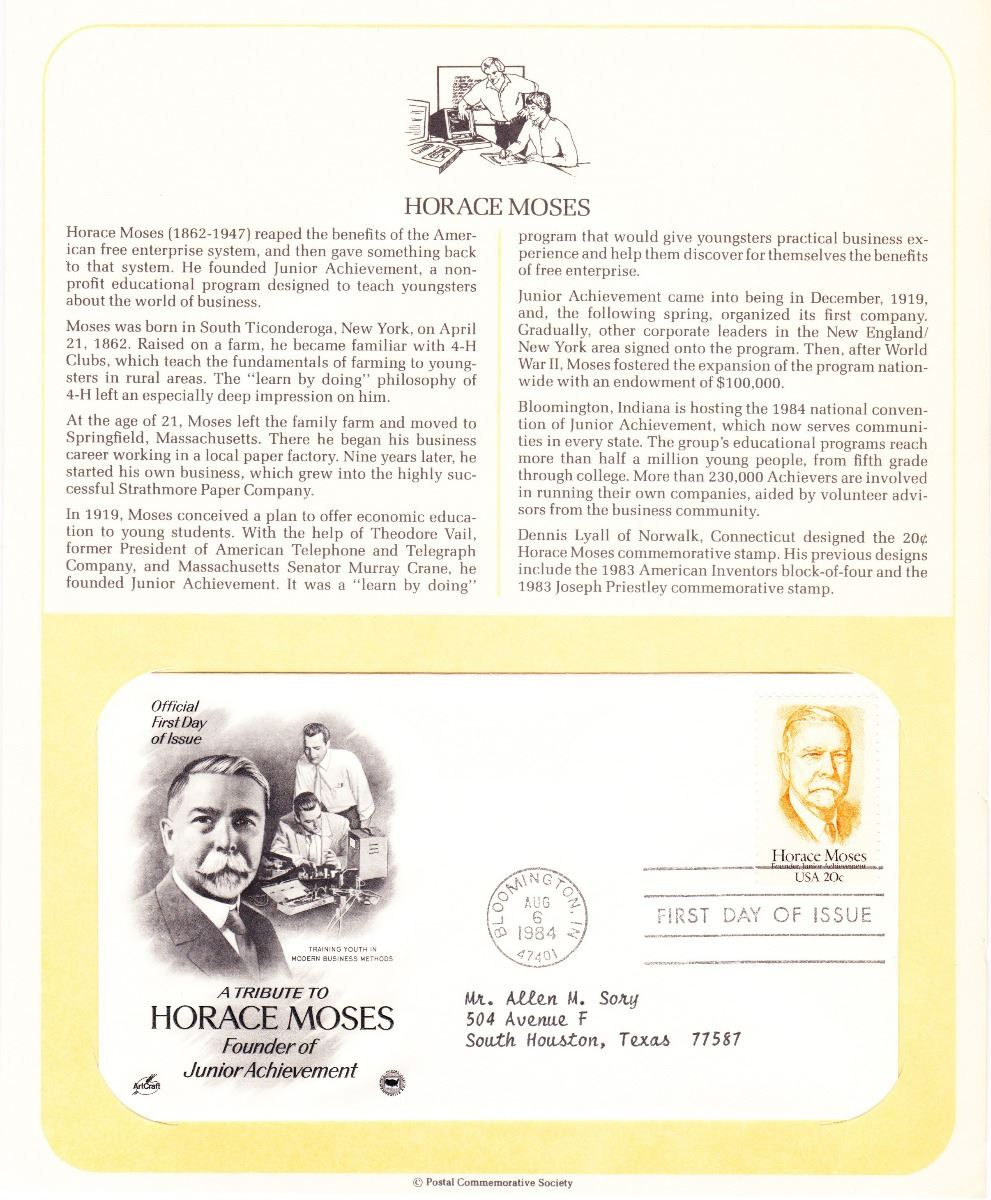 HORACE MOSES
Horace Moses (1862-1947) reaped the benefits of the Amer-
ican free enterprise system, and then gave something back
to that system. He founded Junior Achievement, a non-
profit educational program designed to teach youngsters
about the world of business.
Moses was born in South Ticonderoga, New York, on April
21, 1862. Raised on a farm, he became familiar with 4-H
Clubs, which teach the fundamentals of farming to young-
sters in rural areas. The "learn by doing" philosophy of
4-H left an especially deep impression on him.
At the age of 21, Moses left the family farm and moved to
Springfield, Massachusetts. There he began his business
career working in a local paper factory. Nine years later, he
started his own business, which grew into the highly suc-
cessful Strathmore Paper Company.
In 1919, Moses conceived a plan to offer economic educa-
tion to young students. With the help of Theodore Vail,
former President of American Telephone and Telegraph
Company, and Massachusetts Senator Murray Crane, he
founded Junior Achievement. It was a "learn by doing"
program that would give youngsters practical business ex-
perience and help them discover for themselves the benefits
of free enterprise.
Junior Achievement came into being in December, 1919,
and, the following spring, organized its first company.
Gradually, other corporate leaders in the New England/
New York area signed onto the program. Then, after World
War II, Moses fostered the expansion of the program nation-
wide with an endowment of $100,000.
Bloomington, Indiana is hosting the 1984 national conven-
tion of Junior Achievement, which now serves communi-
ties in every state. The group's educational programs reach
more than half a million young people, from fifth grade
through college. More than 230,000 Achievers are involved
in running their own companies, aided by volunteer advi-
sors from the business community.
Dennis Lyall of Norwalk, Connecticut designed the 20¢
Horace Moses commemorative stamp. His previous designs
include the 1983 American Inventors block-of-four and the
1983 Joseph Priestley commemorative stamp.
Official
First Day
of Issue
TRAINING YOUTH IN
MODERN BUSINESS METHODS
A TRIBUTE TO
HORACE MOSES
Founder of
Junior Achievement
ArtCraft
Horace Moses
Founder, Junior Achievement
USA 20c
BLOOMINGTON, IN
AUG
6
1984
47401
FIRST DAY OF ISSUE
Mr. Allen M. Sory
504 Avenue F
South Houston, Texas 77587
© Postal Commemorative Society